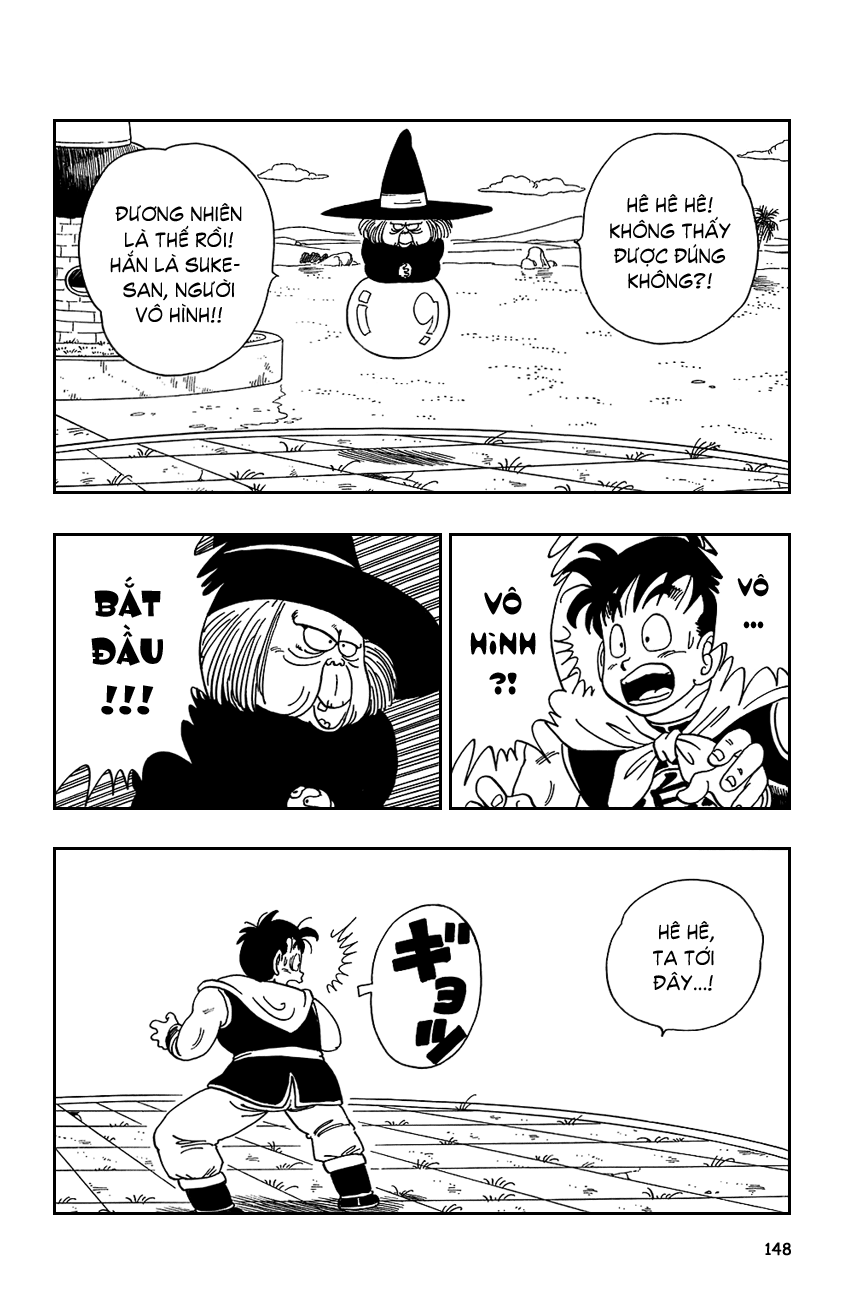 HÊ HÊ HÊ!
KHÔNG THẤY
ĐƯỢC ĐÚNG
KHÔNG?!
ĐƯƠNG NHIÊN
LÀ THẾ RỒI!
HẮN LÀ SUKE-
SAN, NGƯỜI
VÔ HÌNH!!
VÔ
...
VÔ
HÌNH
?!
BẮT
ĐẦU
!!!
HÊ HÊ,
TA TỚI
ĐÂY...!
ギョッ
148